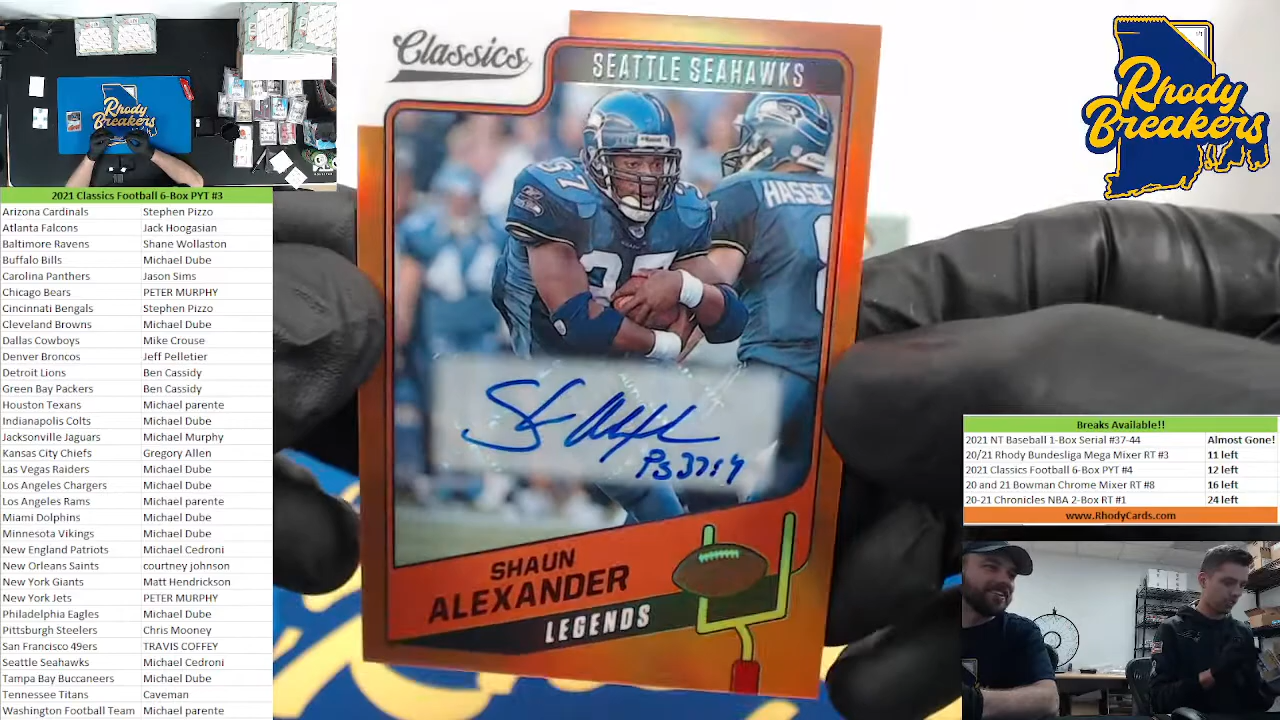 Rhody
Breakers
2021 Classics Football 6-Box PYT #3
Arizona Cardinals Stephen Pizzo
Atlanta Falcons Jack Hoogasian
Baltimore Ravens Shane Wollaston
Buffalo Bills Michael Dube
Carolina Panthers Jason Sims
Chicago Bears PETER MURPHY
Cincinnati Bengals Stephen Pizzo
Cleveland Browns Michael Dube
Dallas Cowboys Mike Crouse
Denver Broncos Jeff Pelletier
Detroit Lions Ben Cassidy
Green Bay Packers Ben Cassidy
Houston Texans Michael parente
Indianapolis Colts Michael Dube
Jacksonville Jaguars Michael Murphy
Kansas City Chiefs Gregory Allen
Las Vegas Raiders Michael Dube
Los Angeles Chargers Michael Dube
Los Angeles Rams Michael parente
Miami Dolphins Michael Dube
Minnesota Vikings Michael Dube
New England Patriots Michael Cedroni
New Orleans Saints courtney johnson
New York Giants Matt Hendrickson
New York Jets PETER MURPHY
Philadelphia Eagles Michael Dube
Pittsburgh Steelers Chris Mooney
San Francisco 49ers TRAVIS COFFEY
Seattle Seahawks Michael Cedroni
Tampa Bay Buccaneers Michael Dube
Tennessee Titans Caveman
Washington Football Team Michael parente
Classics
SEATTLE SEAHAWKS
37
HASSEL
8
37
Ps 37:4
SHAUN
ALEXANDER
LEGENDS
1/1
Rhody
Breakers
Breaks Available!!
2021 NT Baseball 1-Box Serial #37-44 Almost Gone!
20/21 Rhody Bundesliga Mega Mixer RT #3 11 left
2021 Classics Football 6-Box PYT #4 12 left
20 and 21 Bowman Chrome Mixer RT #8 16 left
20-21 Chronicles NBA 2-Box RT #1 24 left
www.RhodyCards.com